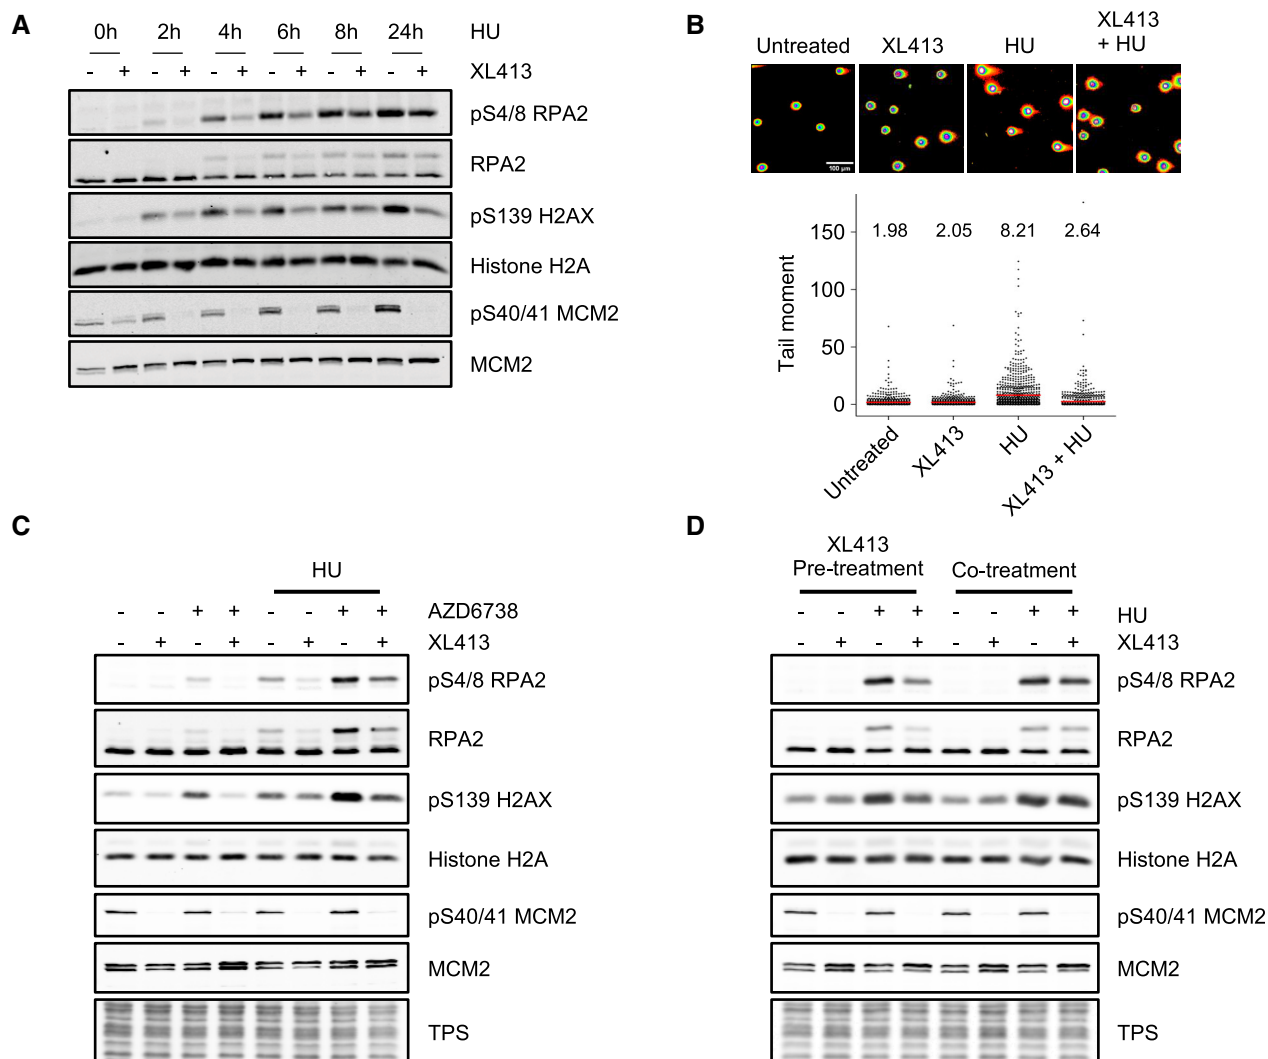 A
0h 2h 4h 6h 8h 24h HU
- + - + - + - + - + - + XL413
pS4/8 RPA2
RPA2
pS139 H2AX
Histone H2A
pS40/41 MCM2
MCM2
B
Untreated XL413 HU XL413
+ HU
100 µm
Tail moment
150
100
50
0
1.98 2.05 8.21 2.64
Untreated
XL413
HU
XL413 + HU
C
HU
- - + + - - + + AZD6738
- + - + - + - + XL413
pS4/8 RPA2
RPA2
pS139 H2AX
Histone H2A
pS40/41 MCM2
MCM2
TPS
D
XL413
Pre-treatment Co-treatment
- - + + - - + + HU
- + - + - + - + XL413
pS4/8 RPA2
RPA2
pS139 H2AX
Histone H2A
pS40/41 MCM2
MCM2
TPS